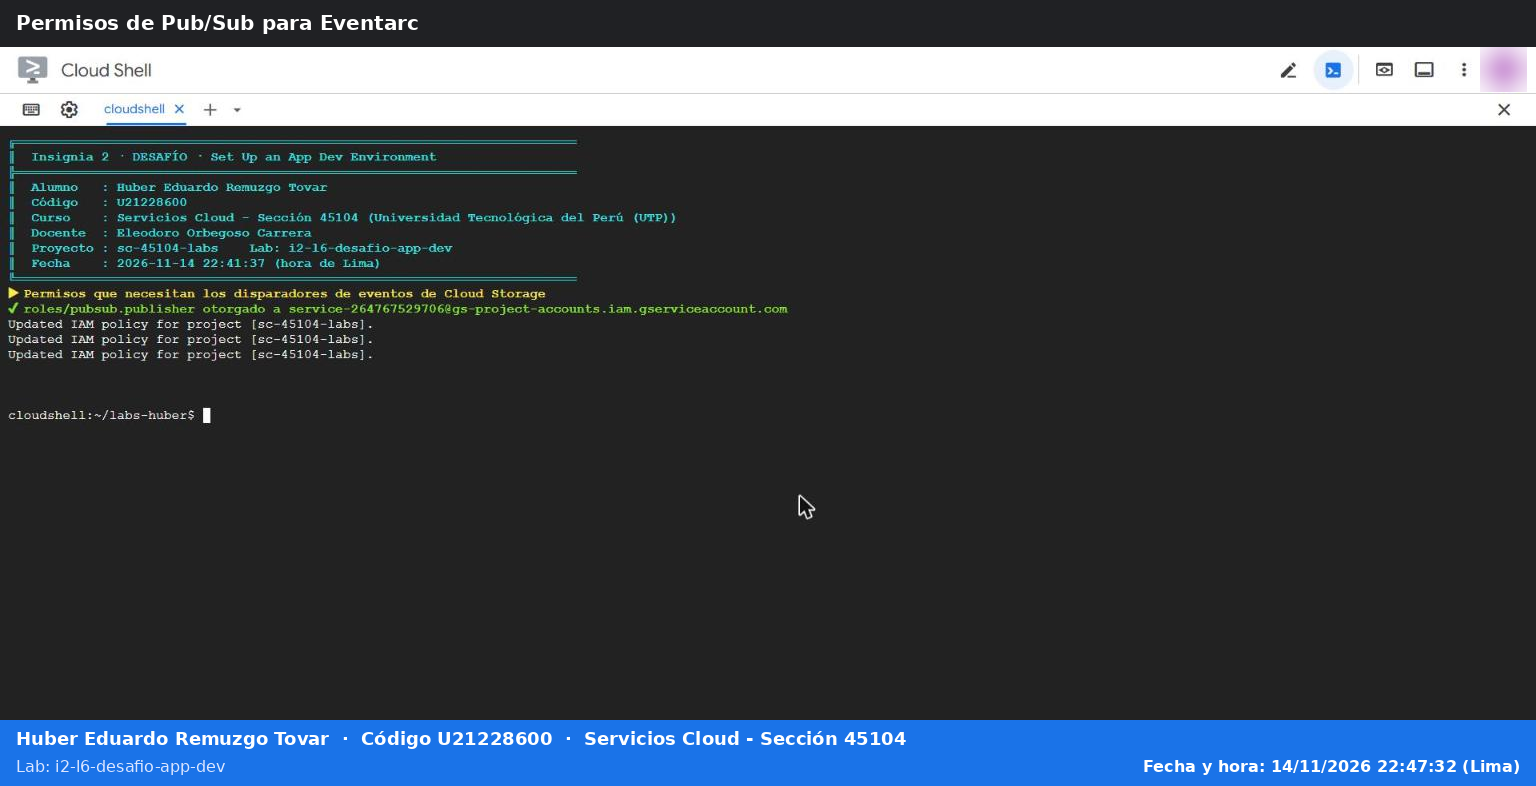 Permisos de Pub/Sub para Eventarc
Cloud Shell
cloudshell
Insignia 2 · DESAFÍO · Set Up an App Dev Environment
Alumno : Huber Eduardo Remuzgo Tovar
Código : U21228600
Curso : Servicios Cloud - Sección 45104 (Universidad Tecnológica del Perú (UTP))
Docente : Eleodoro Orbegoso Carrera
Proyecto : sc-45104-labs Lab: i2-l6-desafio-app-dev
Fecha : 2026-11-14 22:41:37 (hora de Lima)
▶ Permisos que necesitan los disparadores de eventos de Cloud Storage
✔ roles/pubsub.publisher otorgado a service-264767529706@gs-project-accounts.iam.gserviceaccount.com
Updated IAM policy for project [sc-45104-labs].
Updated IAM policy for project [sc-45104-labs].
Updated IAM policy for project [sc-45104-labs].
cloudshell:~/labs-huber$
Huber Eduardo Remuzgo Tovar · Código U21228600 · Servicios Cloud - Sección 45104
Lab: i2-l6-desafio-app-dev
Fecha y hora: 14/11/2026 22:47:32 (Lima)